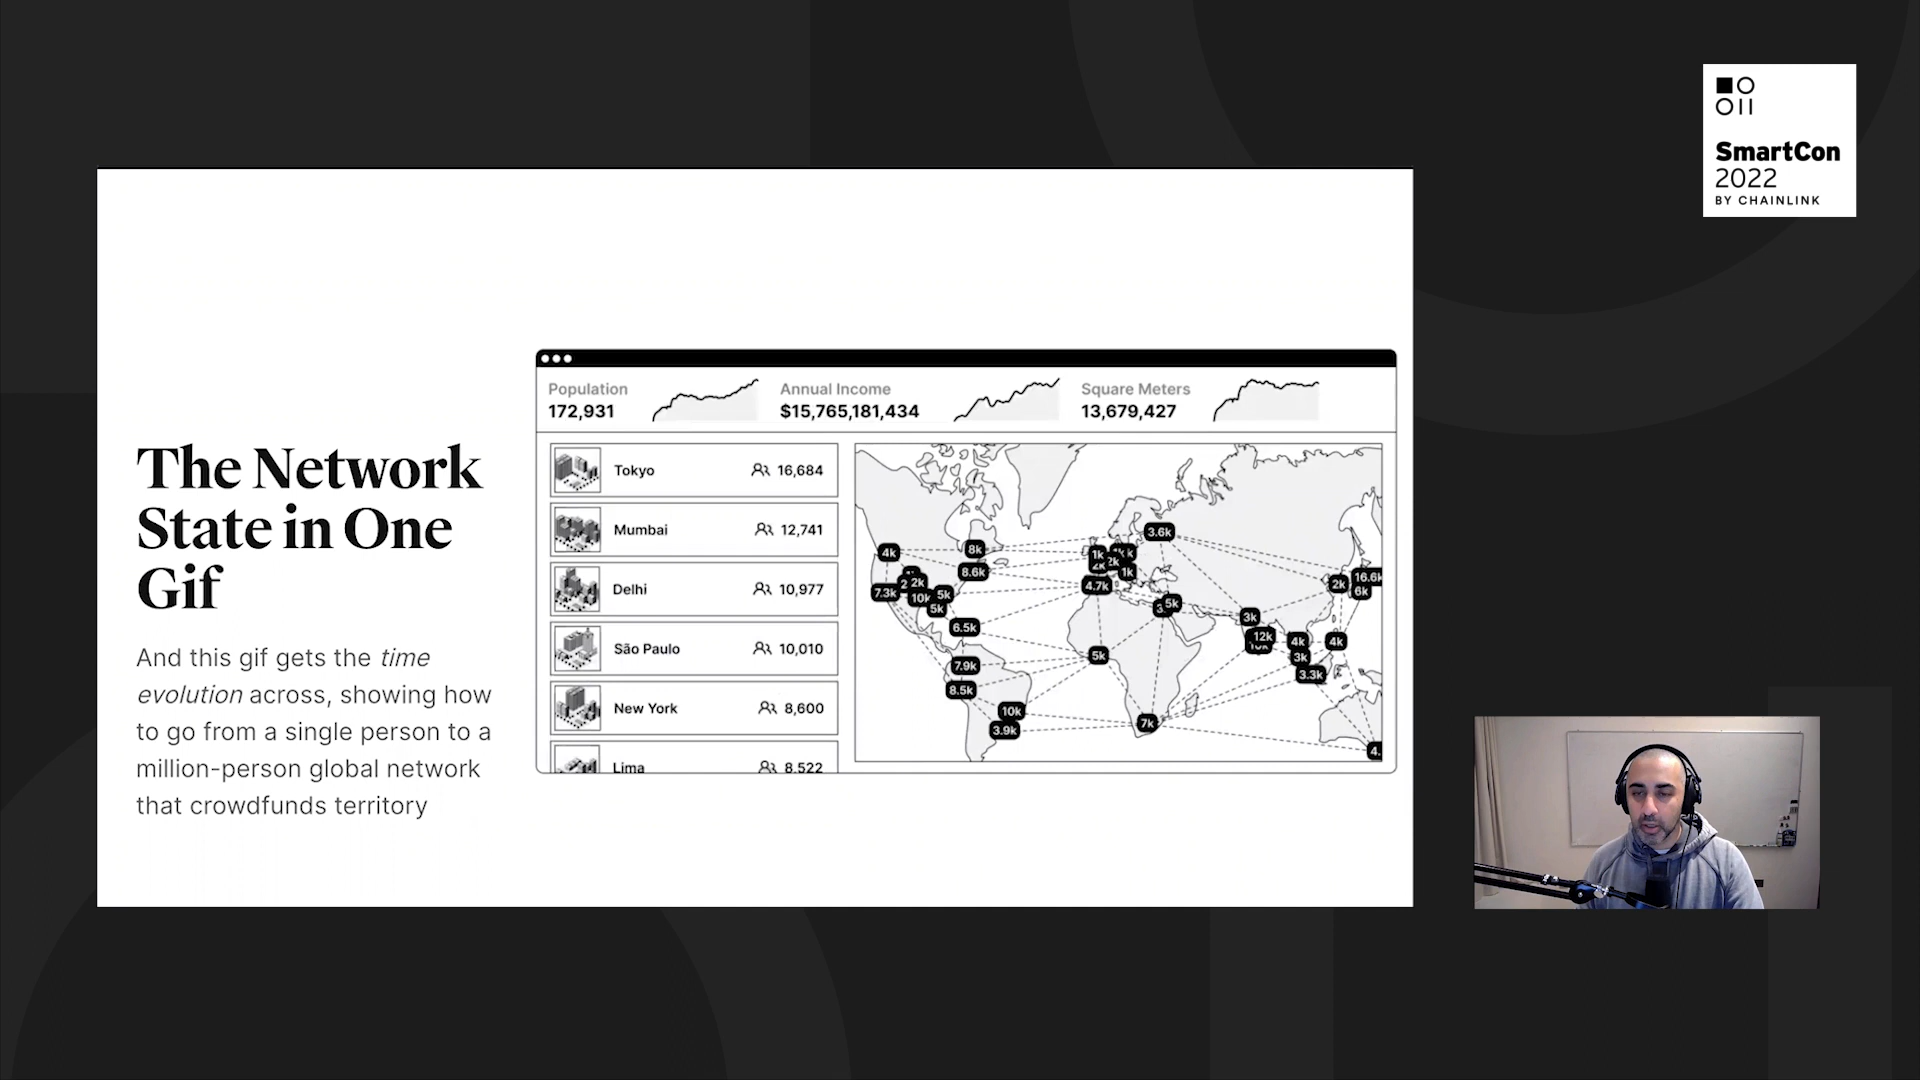 SmartCon
2022
BY CHAINLINK
The Network
State in One
Gif
And this gif gets the time
evolution across, showing how
to go from a single person to a
million-person global network
that crowdfunds territory
Population
172,931
Annual Income
$15,765,181,434
Square Meters
13,679,427
Tokyo 16,684
Mumbai 12,741
Delhi 10,977
São Paulo 10,010
New York 8,600
Lima 8,522
3.6k
4k
8k
1k
2k
8.6k
1k
2k
16.6k
7.3k
2k
10k
5k
4.7k
6k
5k
5k
3k
6.5k
12k
4k
4k
5k
3k
7.9k
3.3k
8.5k
10k
7k
3.9k